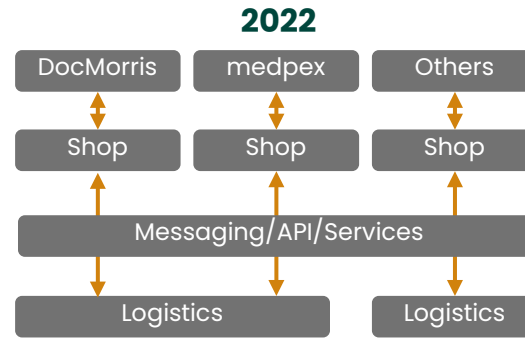 2022
DocMorris medpex Others
Shop Shop Shop
Messaging/API/Services
Logistics Logistics